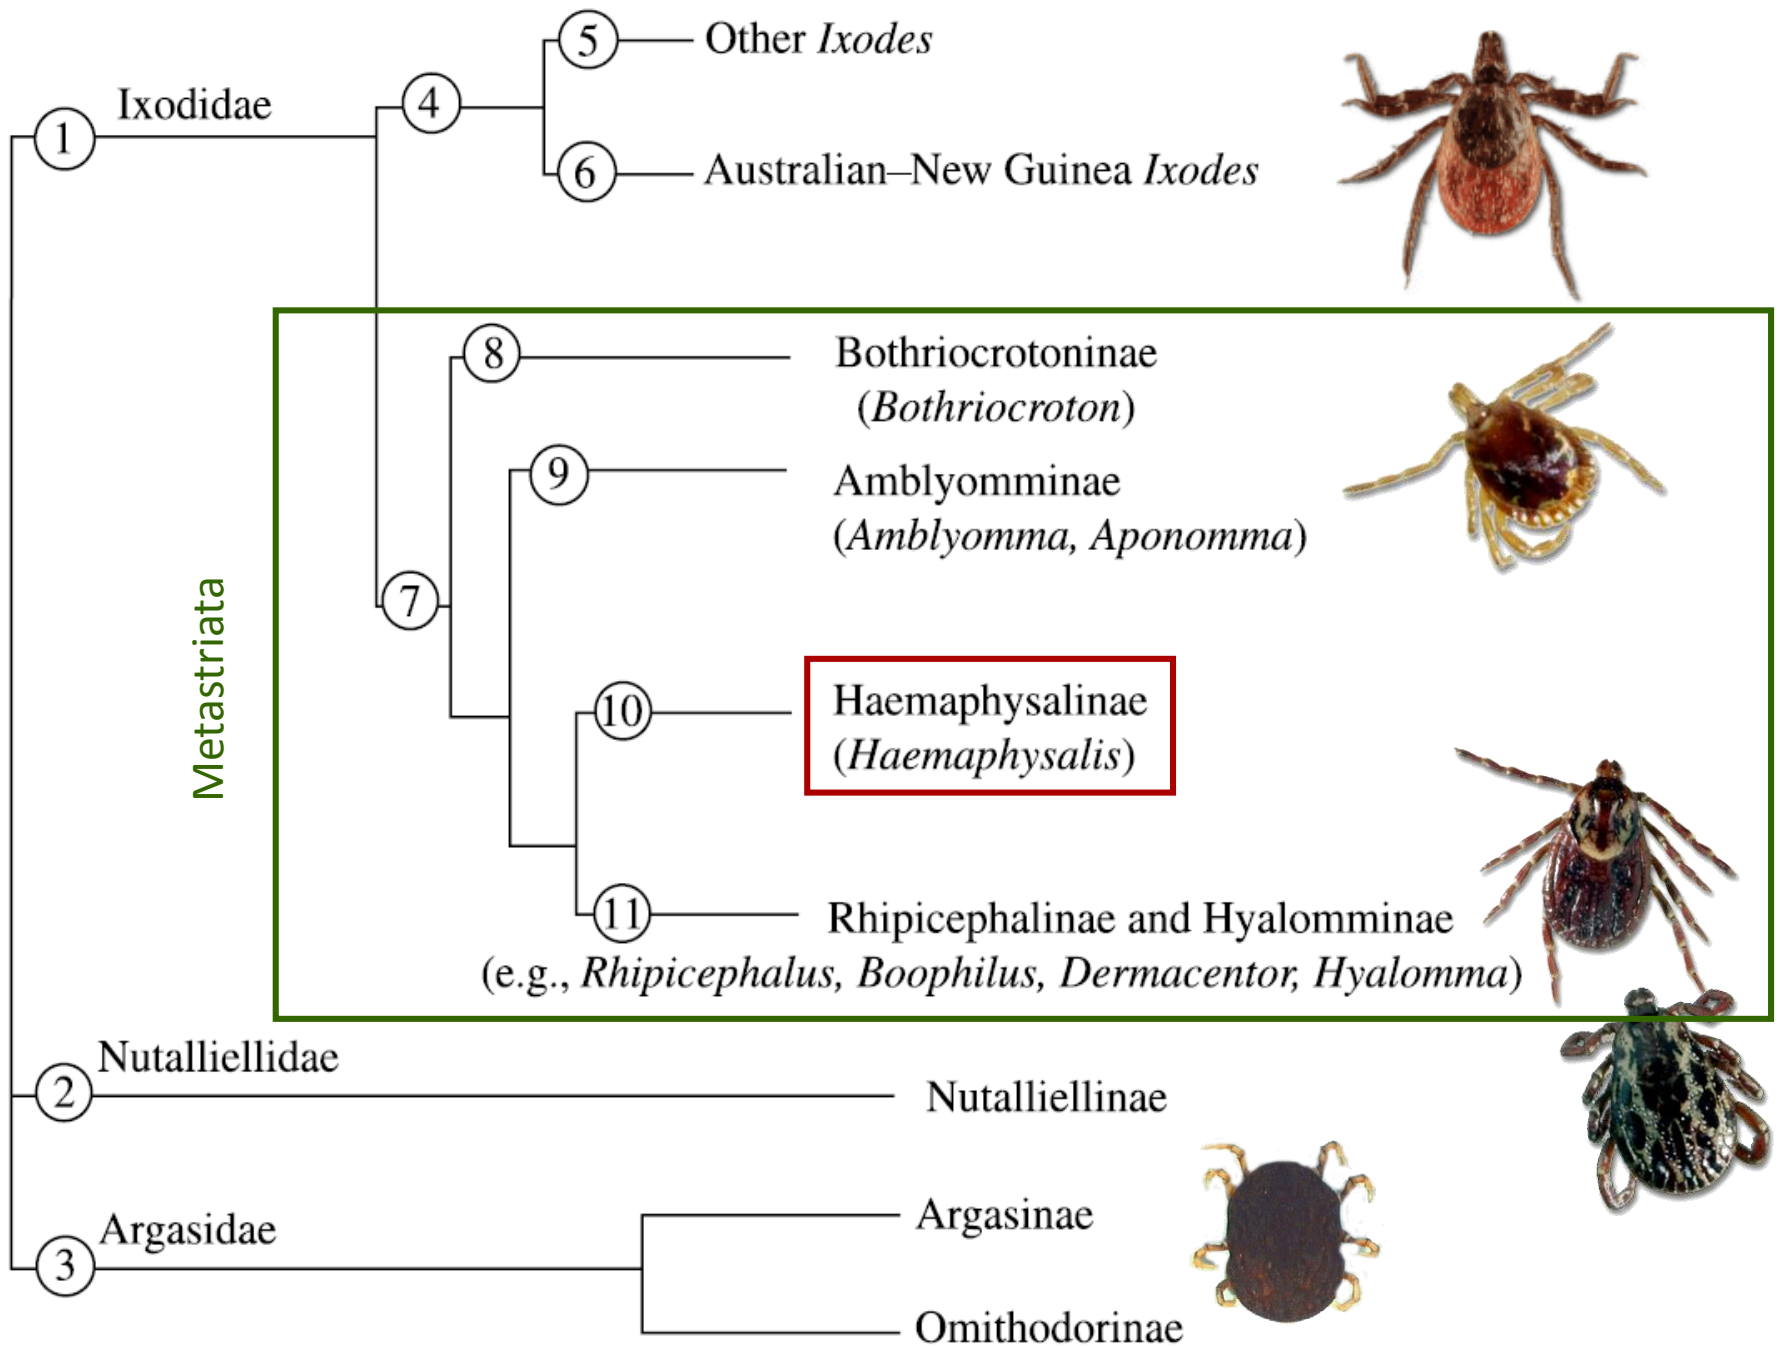 5 Other Ixodes
4
1 Ixodidae
6 Australian–New Guinea Ixodes
Metastriata
8 Bothriocrotoninae
(Bothriocroton)
9 Amblyomminae
(Amblyomma, Aponomma)
7
10 Haemaphysalinae
(Haemaphysalis)
11 Rhipicephalinae and Hyalomminae
(e.g., Rhipicephalus, Boophilus, Dermacentor, Hyalomma)
2 Nutalliellidae
Nutalliellinae
3 Argasidae
Argasinae
Omithodorinae